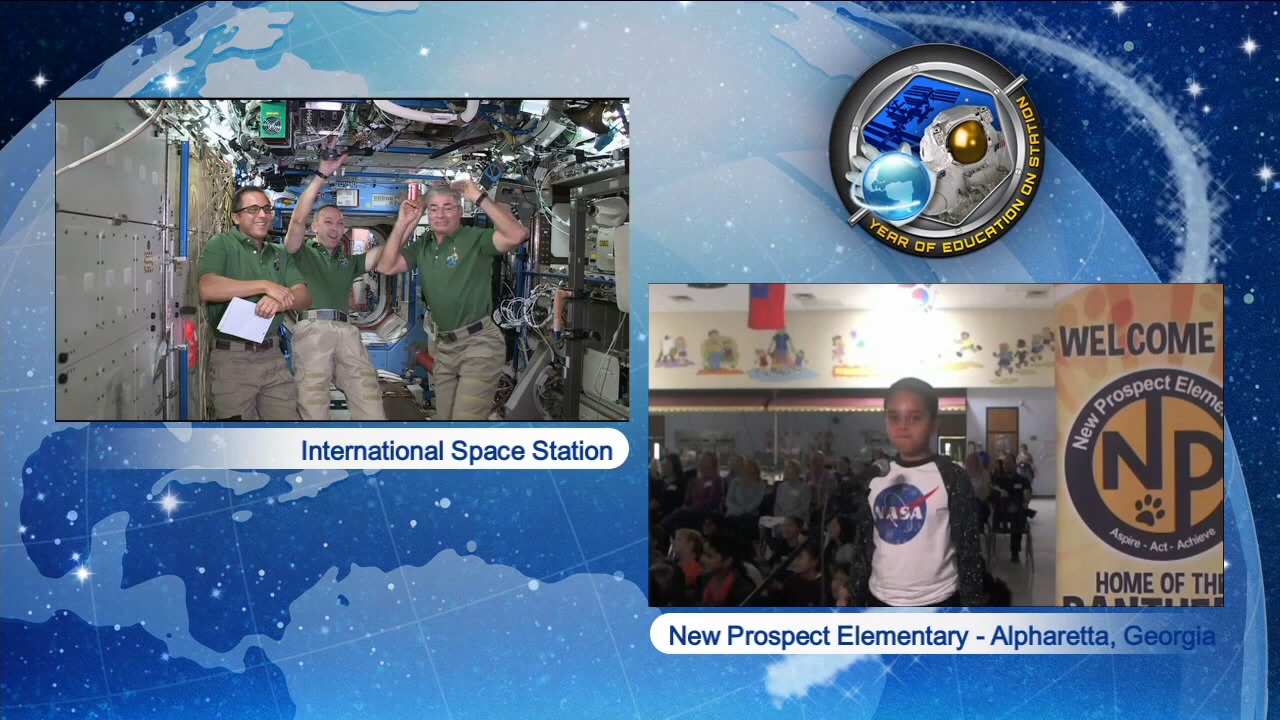 YEAR OF EDUCATION ON STATION
International Space Station
WELCOME
New Prospect Eleme
NP
NASA
Aspire - Act - Achieve
HOME OF THE
New Prospect Elementary - Alpharetta, Georgia